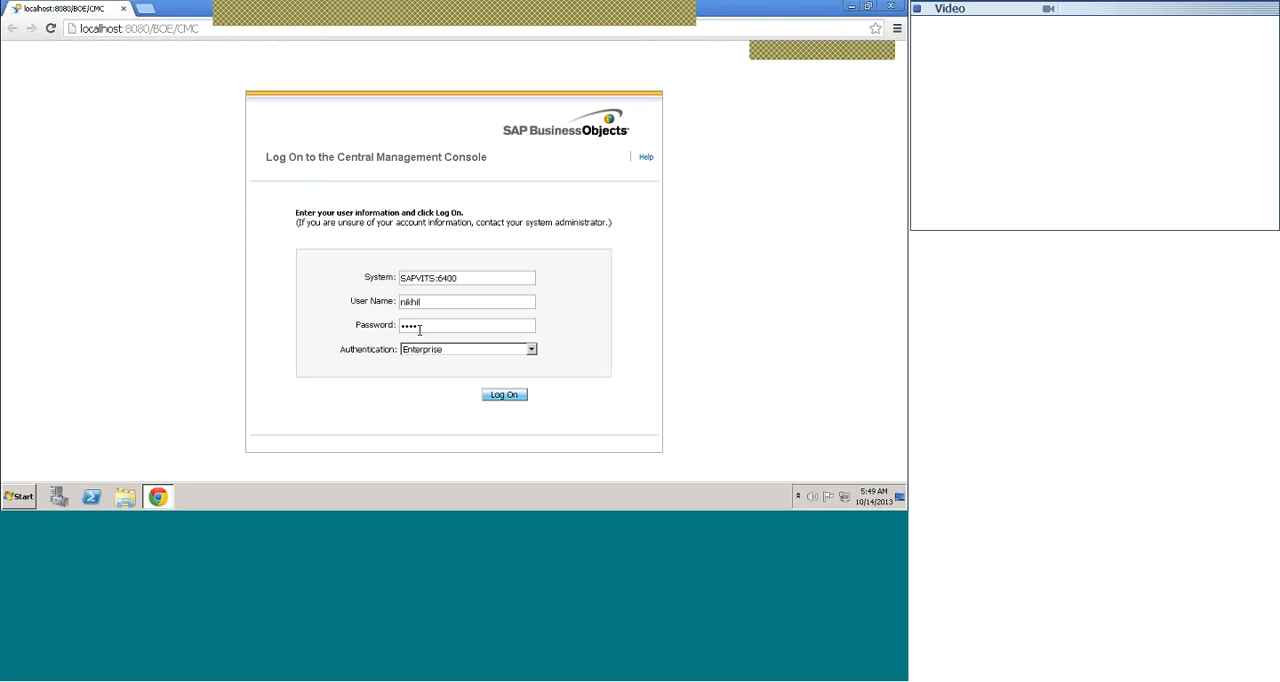 localhost:8080/BOE/CMC
Video
localhost:8080/BOE/CMC
SAP BusinessObjects
Log On to the Central Management Console
Help
Enter your user information and click Log On.
(If you are unsure of your account information, contact your system administrator.)
System: SAPVITS:6400
User Name: nikhil
Password: ••••
Authentication: Enterprise
Log On
Start
5:49 AM
10/14/2013